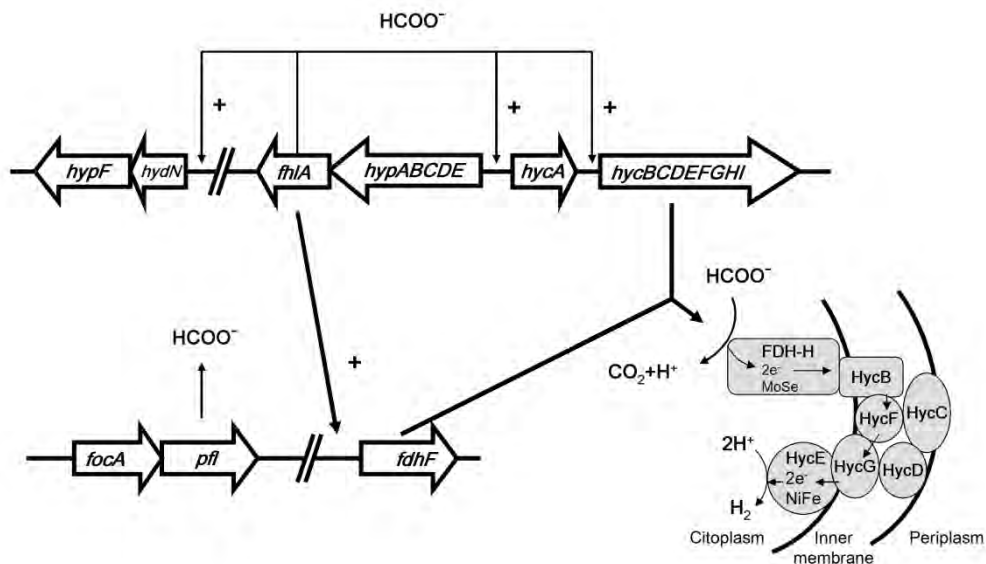 HCOO⁻
+ + +
hypF hydN fhlA hypABCDE hycA hycBCDEFGHI
HCOO⁻
HCOO⁻
+
CO₂+H⁺
FDH-H
2e⁻
MoSe
HycB
HycF
HycC
focA pfl fdhF
2H⁺
HycE
2e⁻
NiFe
HycG
HycD
H₂
Citoplasm
Inner
membrane
Periplasm